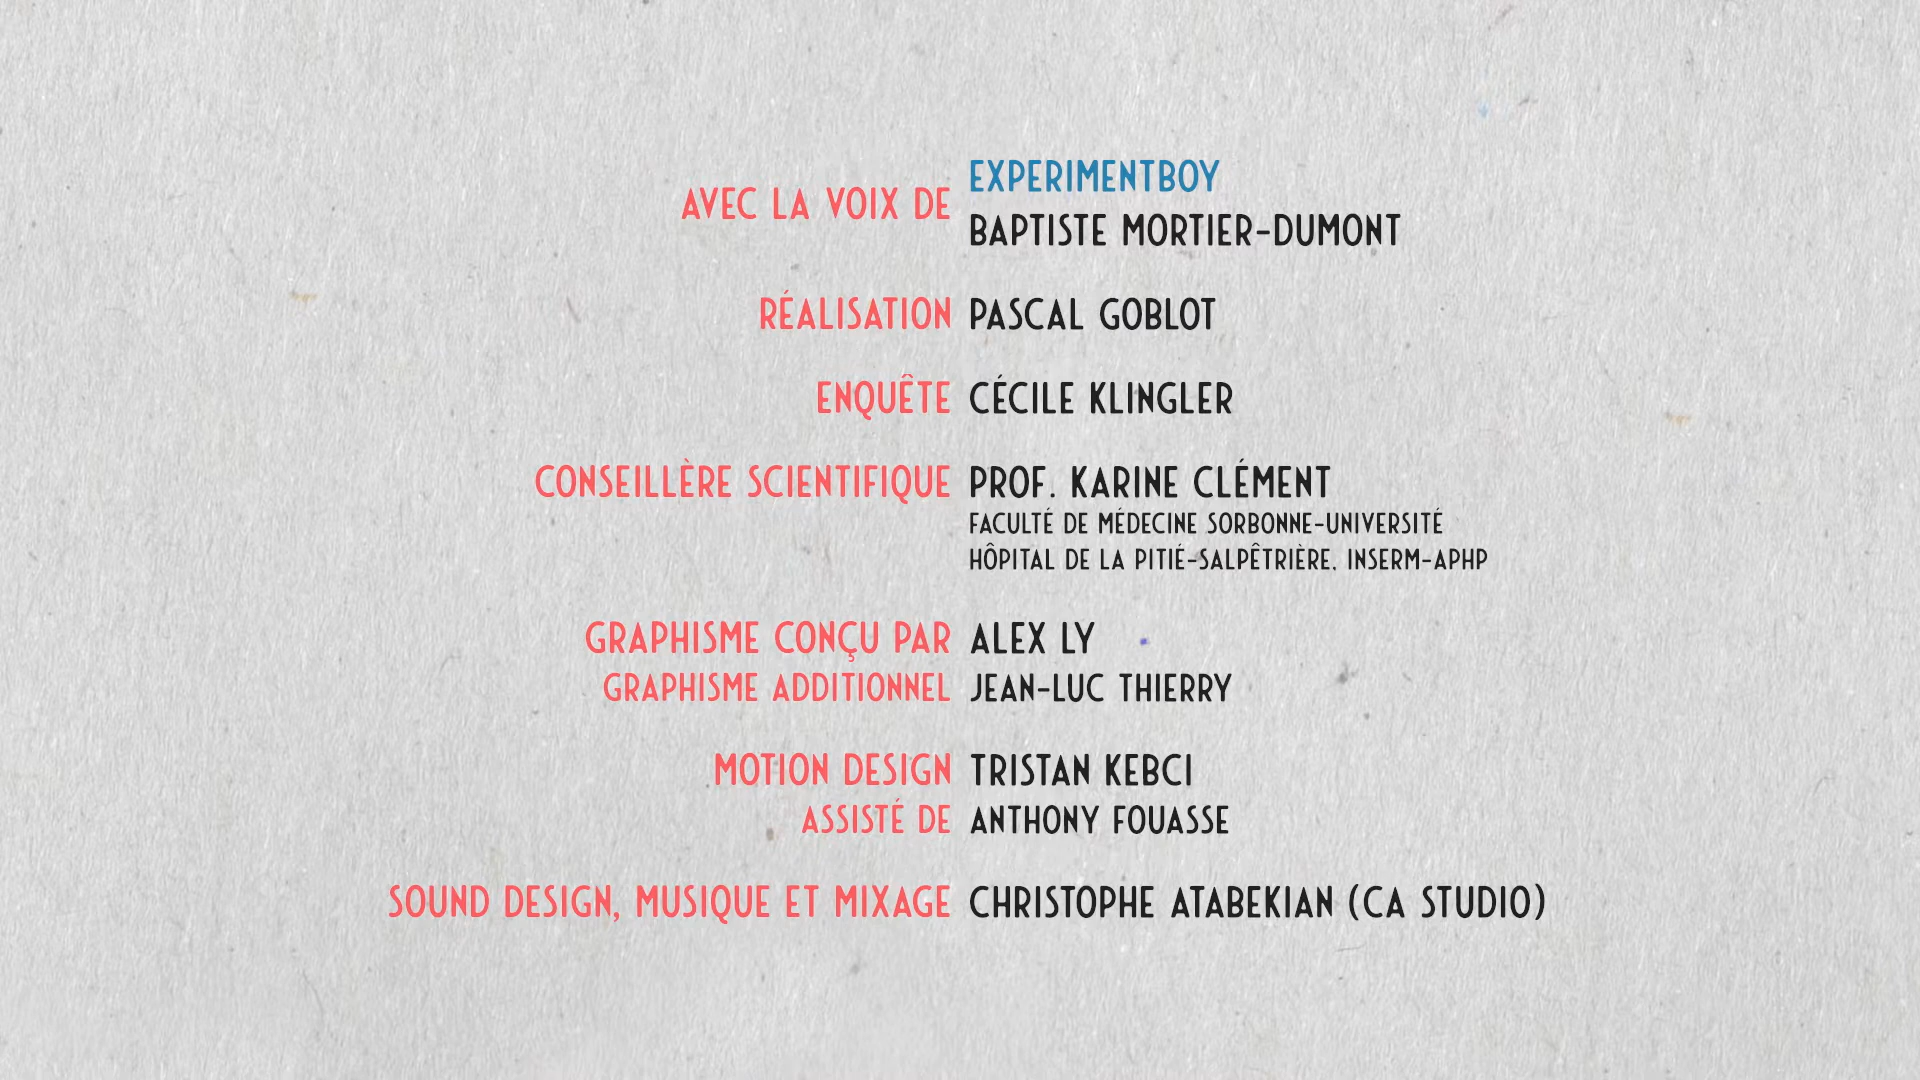 AVEC LA VOIX DE EXPERIMENTBOY
BAPTISTE MORTIER-DUMONT
RÉALISATION PASCAL GOBLOT
ENQUÊTE CÉCILE KLINGLER
CONSEILLÈRE SCIENTIFIQUE PROF. KARINE CLÉMENT
FACULTÉ DE MÉDECINE SORBONNE-UNIVERSITÉ
HÔPITAL DE LA PITIÉ-SALPÊTRIÈRE, INSERM-APHP
GRAPHISME CONÇU PAR ALEX LY
GRAPHISME ADDITIONNEL JEAN-LUC THIERRY
MOTION DESIGN TRISTAN KEBCI
ASSISTÉ DE ANTHONY FOUASSE
SOUND DESIGN, MUSIQUE ET MIXAGE CHRISTOPHE ATABEKIAN (CA STUDIO)